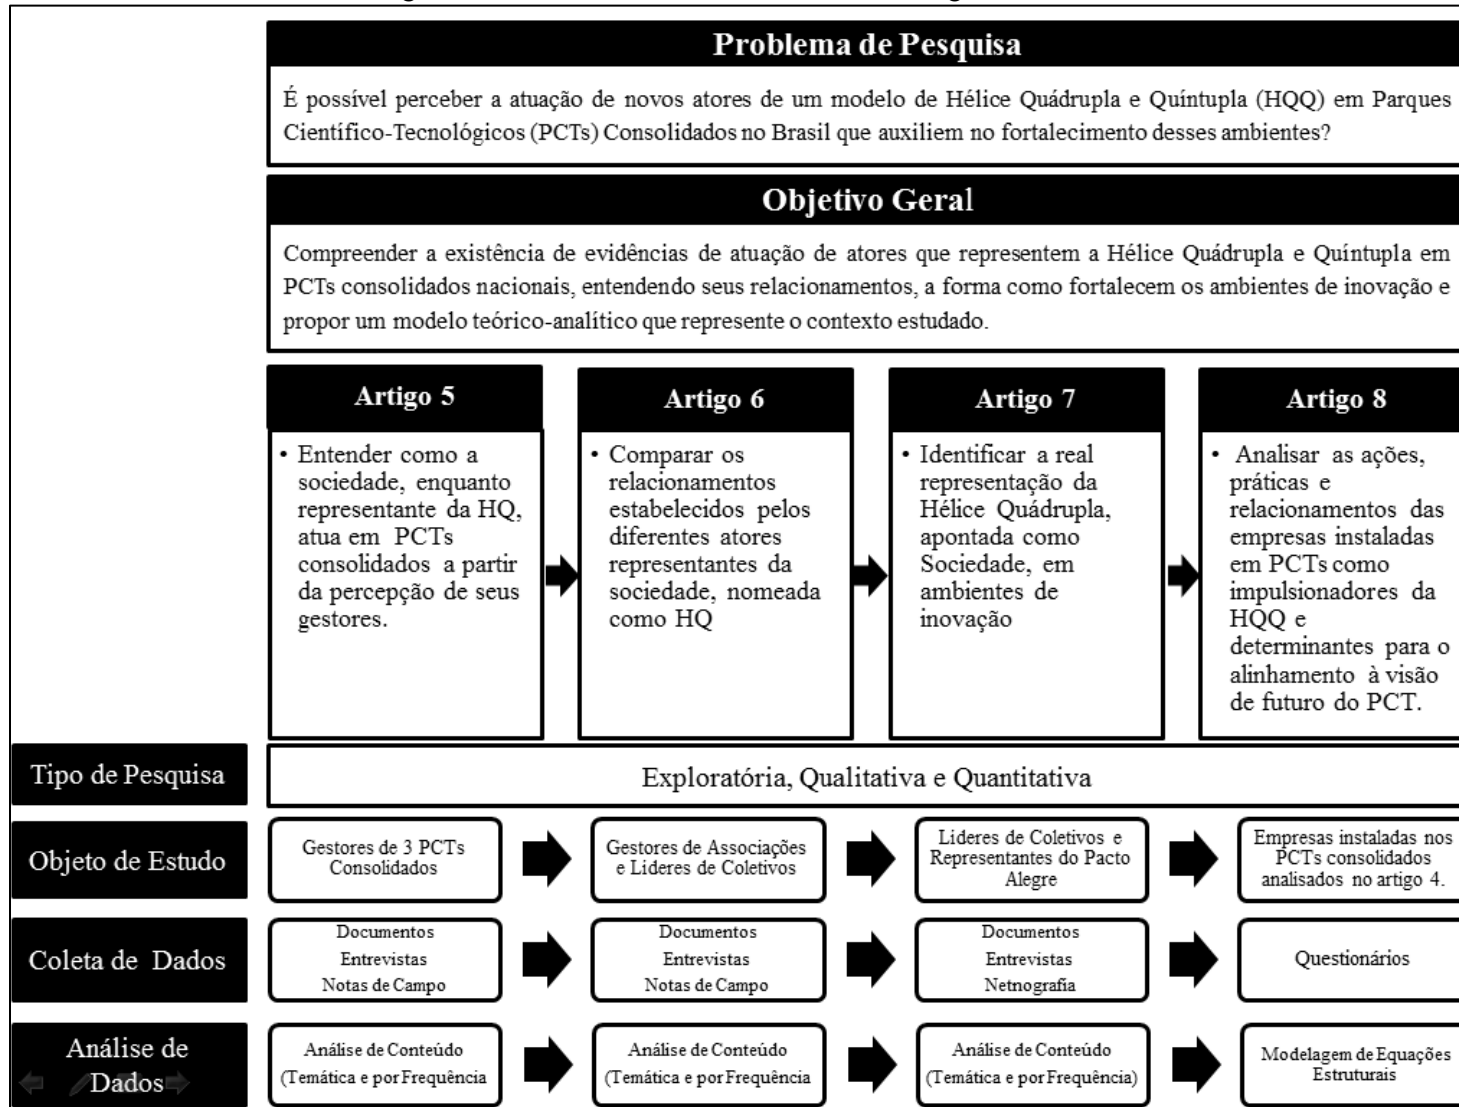 Problema de Pesquisa
É possível perceber a atuação de novos atores de um modelo de Hélice Quádrupla e Quíntupla (HQQ) em Parques
Científico-Tecnológicos (PCTs) Consolidados no Brasil que auxiliem no fortalecimento desses ambientes?
Objetivo Geral
Compreender a existência de evidências de atuação de atores que representem a Hélice Quádrupla e Quíntupla em
PCTs consolidados nacionais, entendendo seus relacionamentos, a forma como fortalecem os ambientes de inovação e
propor um modelo teórico-analítico que represente o contexto estudado.
Artigo 5
• Entender como a
sociedade, enquanto
representante da HQ,
atua em PCTs
consolidados a partir
da percepção de seus
gestores.
Artigo 6
• Comparar os
relacionamentos
estabelecidos pelos
diferentes atores
representantes da
sociedade, nomeada
como HQ
Artigo 7
• Identificar a real
representação da
Hélice Quádrupla,
apontada como
Sociedade, em
ambientes de
inovação
Artigo 8
• Analisar as ações,
práticas e
relacionamentos das
empresas instaladas
em PCTs como
impulsionadores da
HQQ e
determinantes para o
alinhamento à visão
de futuro do PCT.
Tipo de Pesquisa
Exploratória, Qualitativa e Quantitativa
Objeto de Estudo
Gestores de 3 PCTs
Consolidados
Gestores de Associações
e Líderes de Coletivos
Líderes de Coletivos e
Representantes do Pacto
Alegre
Empresas instaladas nos
PCTs consolidados
analisados no artigo 4.
Coleta de Dados
Documentos
Entrevistas
Notas de Campo
Documentos
Entrevistas
Notas de Campo
Documentos
Entrevistas
Netnografia
Questionários
Análise de
Dados
Análise de Conteúdo
(Temática e por Frequência
Análise de Conteúdo
(Temática e por Frequência
Análise de Conteúdo
(Temática e por Frequência)
Modelagem de Equações
Estruturais